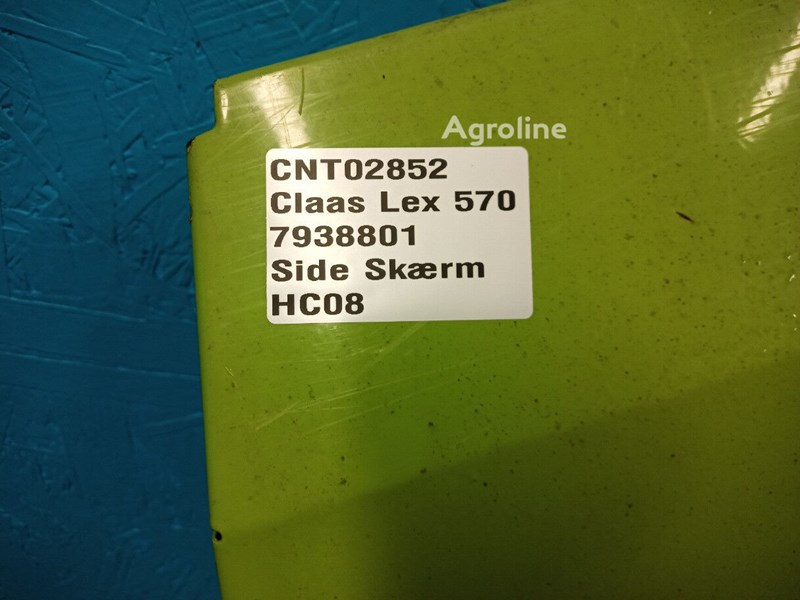 Agroline
CNT02852
Claas Lex 570
7938801
Side Skærm
HC08